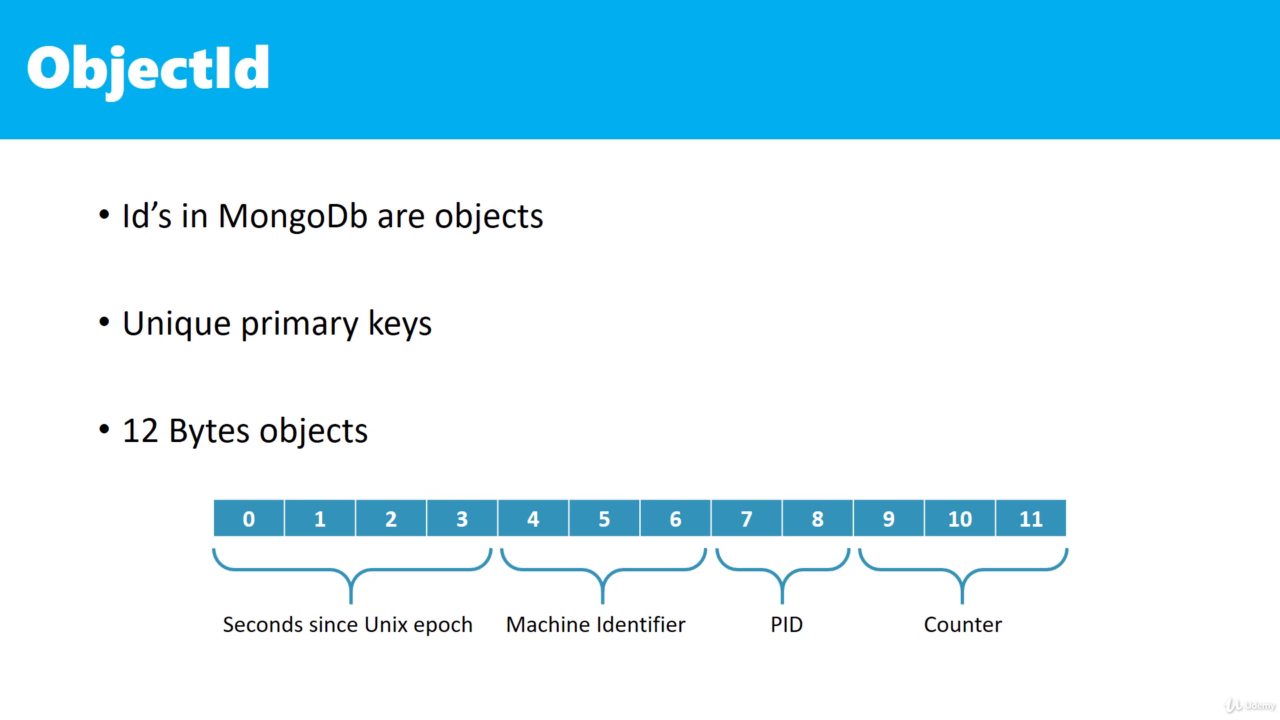 ObjectId
• Id’s in MongoDb are objects
• Unique primary keys
• 12 Bytes objects
0 1 2 3 4 5 6 7 8 9 10 11
Seconds since Unix epoch Machine Identifier PID Counter
Udemy